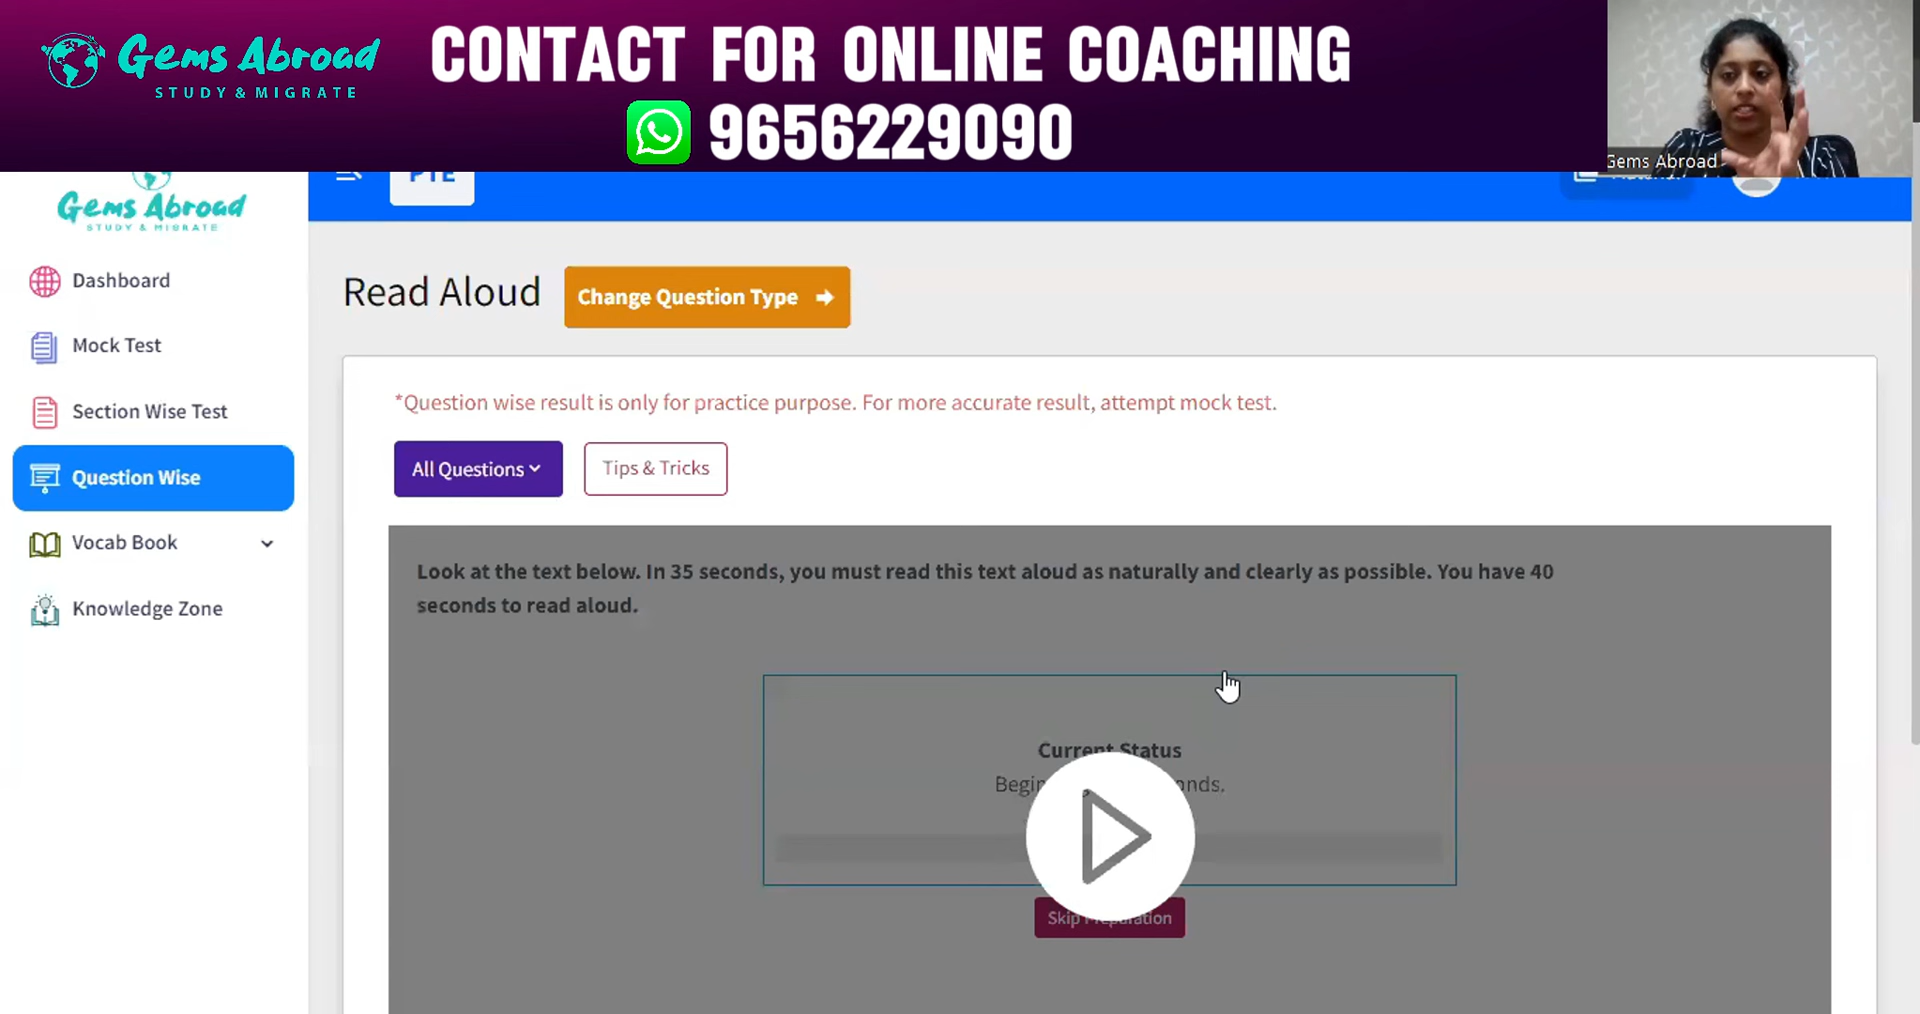 Gems Abroad
STUDY & MIGRATE
CONTACT FOR ONLINE COACHING
9656229090
Gems Abroad
Gems Abroad
STUDY & MIGRATE
PTE
Dashboard
Mock Test
Section Wise Test
Question Wise
Vocab Book
Knowledge Zone
Read Aloud
Change Question Type
*Question wise result is only for practice purpose. For more accurate result, attempt mock test.
All Questions
Tips & Tricks
Look at the text below. In 35 seconds, you must read this text aloud as naturally and clearly as possible. You have 40
seconds to read aloud.
Current Status
Skip